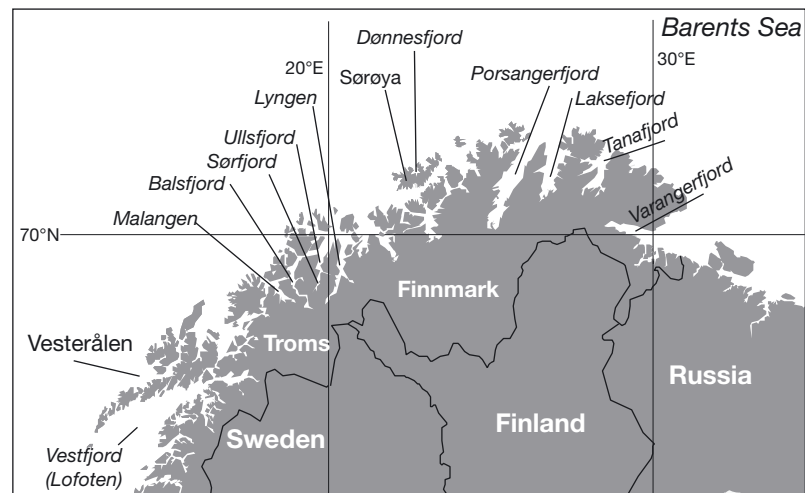 Barents Sea
Dønnesfjord
20°E
Sørøya
Porsangerfjord
30°E
Lyngen
Laksefjord
Ullsfjord
Tanafjord
Sørfjord
Balsfjord
Varangerfjord
Malangen
70°N
Finnmark
Vesterålen
Troms
Russia
Finland
Sweden
Vestfjord
(Lofoten)